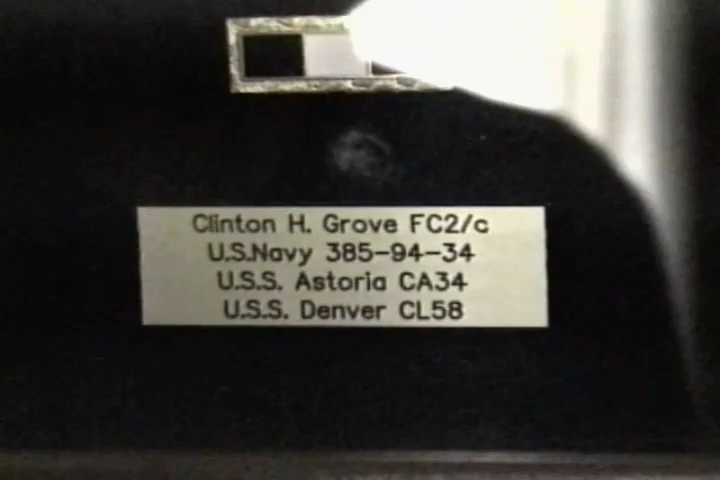 Clinton H. Grove FC2/c
U.S.Navy 385-94-34
U.S.S. Astoria CA34
U.S.S. Denver CL58